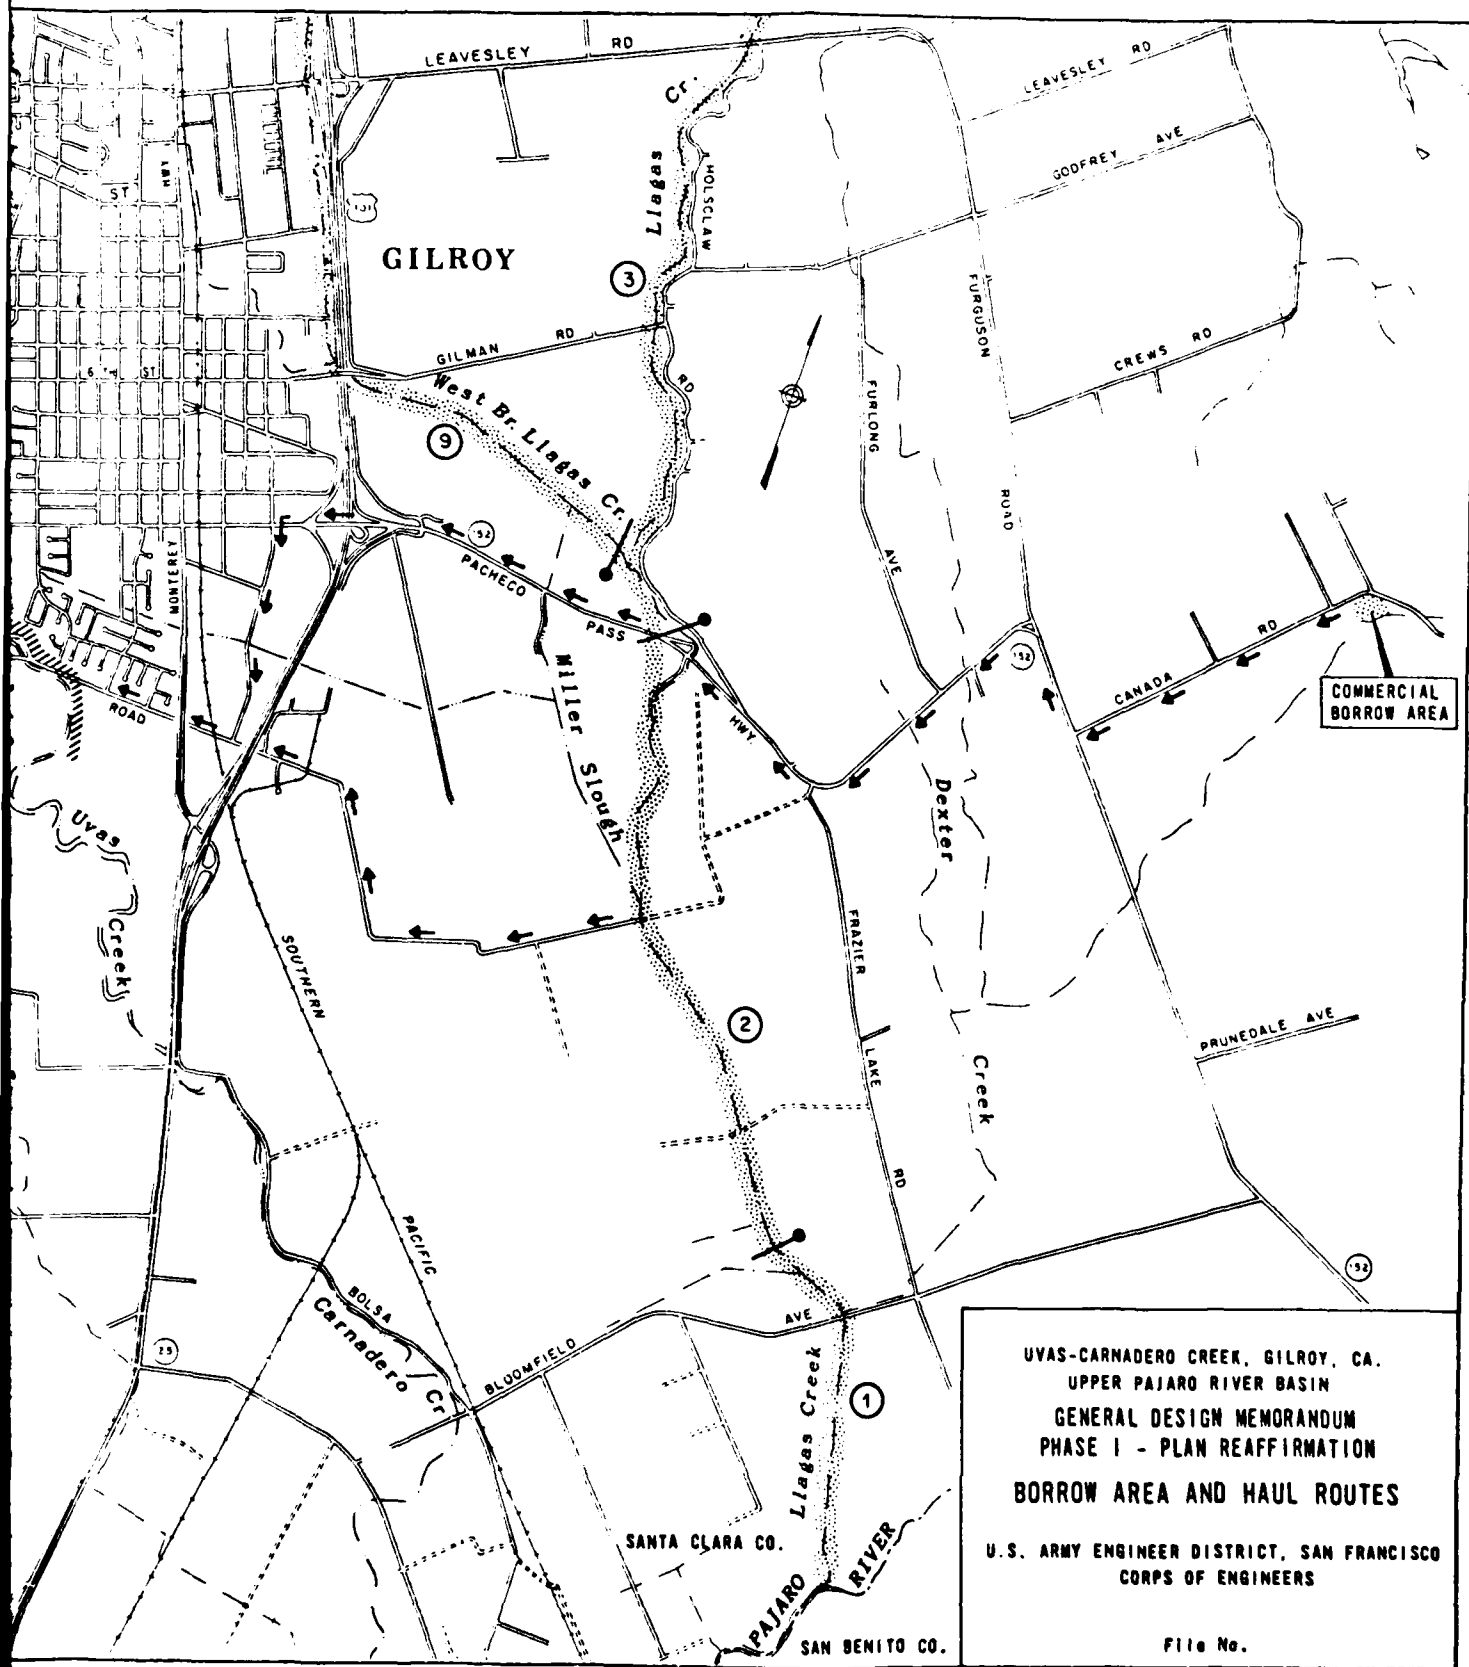 LEAVESLEY RD
LEAVESLEY RD
Cr.
Llagas
HOLSCLAW
GODFREY AVE
ST
HWY
101
GILROY
3
FURGUSON
GILMAN RD
CREWS RD
6TH ST
West Br. Llagas Cr.
RD
FURLONG
9
152
ROAD
PACHECO
AVE
MONTEREY
PASS
152
CANADA RD
Miller Slough
COMMERCIAL
BORROW AREA
ROAD
HWY.
Uvas
Dexter
Creek
FRAZIER
SOUTHERN
2
PRUNEDALE AVE
LAKE
Creek
RD
PACIFIC
152
BOLSA
Carnadero
Cr
25
BLOOMFIELD
AVE
Llagas Creek
1
SANTA CLARA CO.
PAJARO RIVER
SAN BENITO CO.
UVAS-CARNADERO CREEK, GILROY, CA.
UPPER PAJARO RIVER BASIN
GENERAL DESIGN MEMORANDUM
PHASE I - PLAN REAFFIRMATION
BORROW AREA AND HAUL ROUTES
U.S. ARMY ENGINEER DISTRICT, SAN FRANCISCO
CORPS OF ENGINEERS
File No.